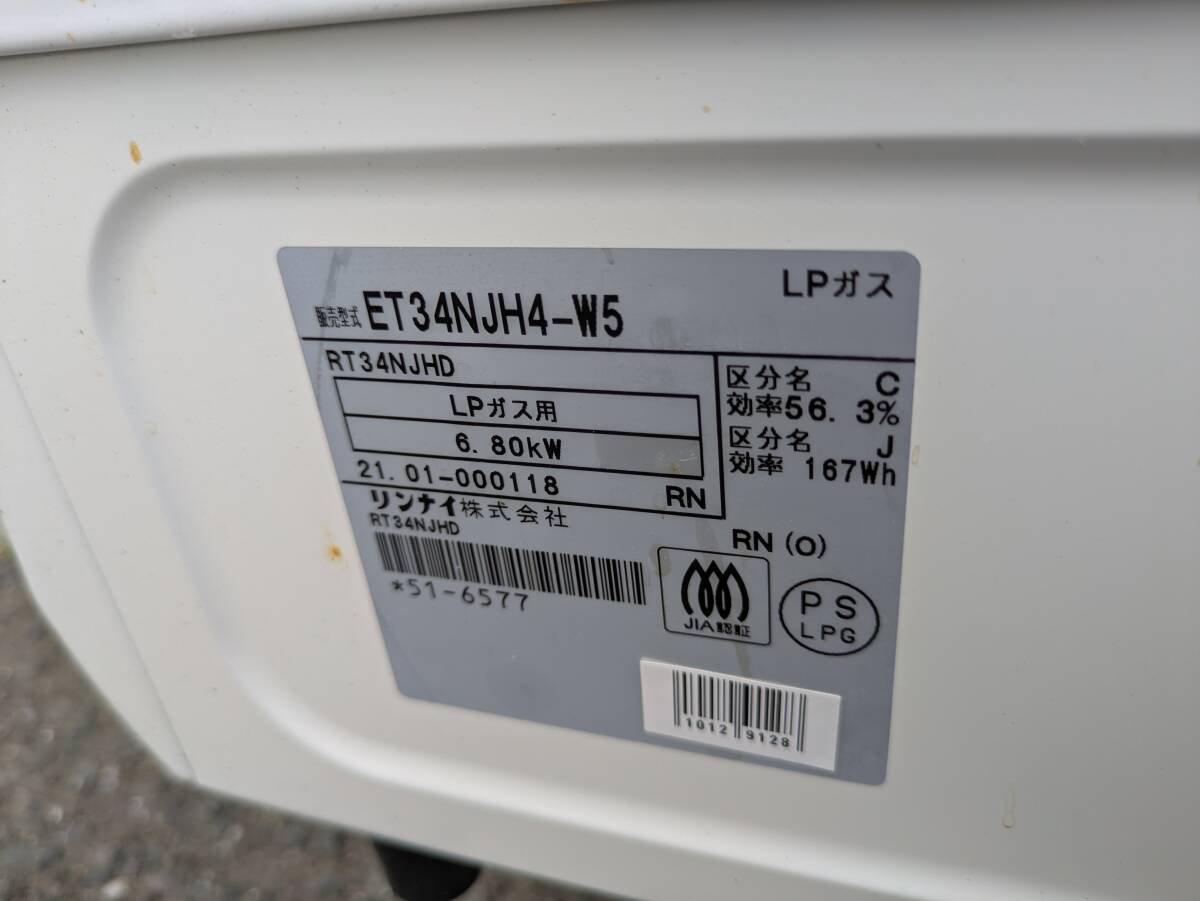 LPガス
販売型式 ET34NJH4-W5
RT34NJHD
LPガス用
6.80kW
21.01-000118 RN
区分名 C
効率56.3%
区分名 J
効率 167Wh
リンナイ株式会社
RT34NJHD
*51-6577
RN (O)
JIA認証
PS
LPG
1012 9128